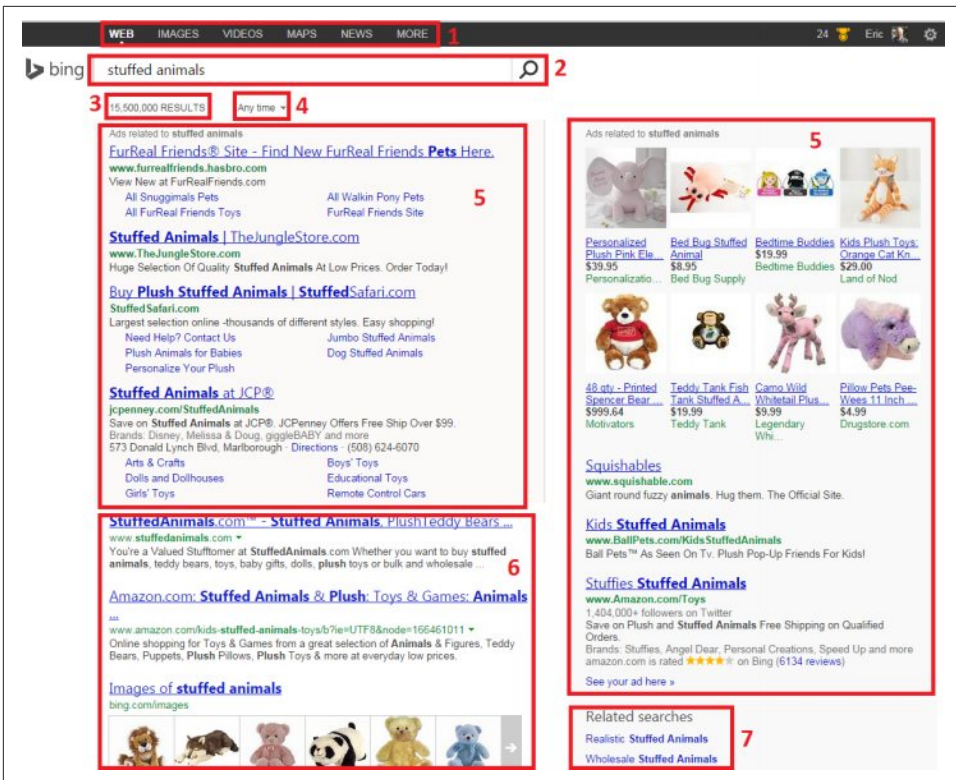 WEB IMAGES VIDEOS MAPS NEWS MORE 1 24 Eric
bing stuffed animals 2
3 15,500,000 RESULTS Any time 4
Ads related to stuffed animals
5
FurReal Friends® Site - Find New FurReal Friends Pets Here.
www.furrealfriends.hasbro.com
View New at FurRealFriends.com
All Snuggimals Pets All Walkin Pony Pets
All FurReal Friends Toys FurReal Friends Site
Stuffed Animals | TheJungleStore.com
www.TheJungleStore.com
Huge Selection Of Quality Stuffed Animals At Low Prices. Order Today!
Buy Plush Stuffed Animals | StuffedSafari.com
StuffedSafari.com
Largest selection online -thousands of different styles. Easy shopping!
Need Help? Contact Us Jumbo Stuffed Animals
Plush Animals for Babies Dog Stuffed Animals
Personalize Your Plush
Stuffed Animals at JCP®
jcpenney.com/StuffedAnimals
Save on Stuffed Animals at JCP®. JCPenney Offers Free Ship Over $99.
Brands: Disney, Melissa & Doug, giggleBABY and more
573 Donald Lynch Blvd, Marlborough · Directions - (508) 624-6070
Arts & Crafts Boys' Toys
Dolls and Dollhouses Educational Toys
Girls' Toys Remote Control Cars
StuffedAnimals.com™ - Stuffed Animals, PlushTeddy Bears ...
www.stuffedanimals.com
You're a Valued Stufftomer at StuffedAnimals.com Whether you want to buy stuffed
animals, teddy bears, toys, baby gifts, dolls, plush toys or bulk and wholesale ...
6
Amazon.com: Stuffed Animals & Plush: Toys & Games: Animals
...
www.amazon.com/kids-stuffed-animals-toys/b?ie=UTF8&node=166461011
Online shopping for Toys & Games from a great selection of Animals & Figures, Teddy
Bears, Puppets, Plush Pillows, Plush Toys & more at everyday low prices.
Images of stuffed animals
bing.com/images
Ads related to stuffed animals
5
Personalized Bed Bug Stuffed Bedtime Buddies Kids Plush Toys:
Plush Pink Ele... Animal $19.99 Orange Cat Kn...
$39.95 $8.95 Bedtime Buddies $29.00
Personalizatio... Bed Bug Supply Land of Nod
48 qty - Printed Teddy Tank Fish Camo Wild Pillow Pets Pee-
Spencer Bear ... Tank Stuffed A... Whitetail Plus... Wees 11 Inch ...
$999.64 $19.99 $9.99 $4.99
Motivators Teddy Tank Legendary Drugstore.com
Whi...
Squishables
www.squishable.com
Giant round fuzzy animals. Hug them. The Official Site.
Kids Stuffed Animals
www.BallPets.com/KidsStuffedAnimals
Ball Pets™ As Seen On Tv. Plush Pop-Up Friends For Kids!
Stuffies Stuffed Animals
www.Amazon.com/Toys
1,404,000+ followers on Twitter
Save on Plush and Stuffed Animals Free Shipping on Qualified
Orders.
Brands: Stuffies, Angel Dear, Personal Creations, Speed Up and more
amazon.com is rated ★★★★★ on Bing (6134 reviews)
See your ad here »
Related searches
Realistic Stuffed Animals
Wholesale Stuffed Animals
7